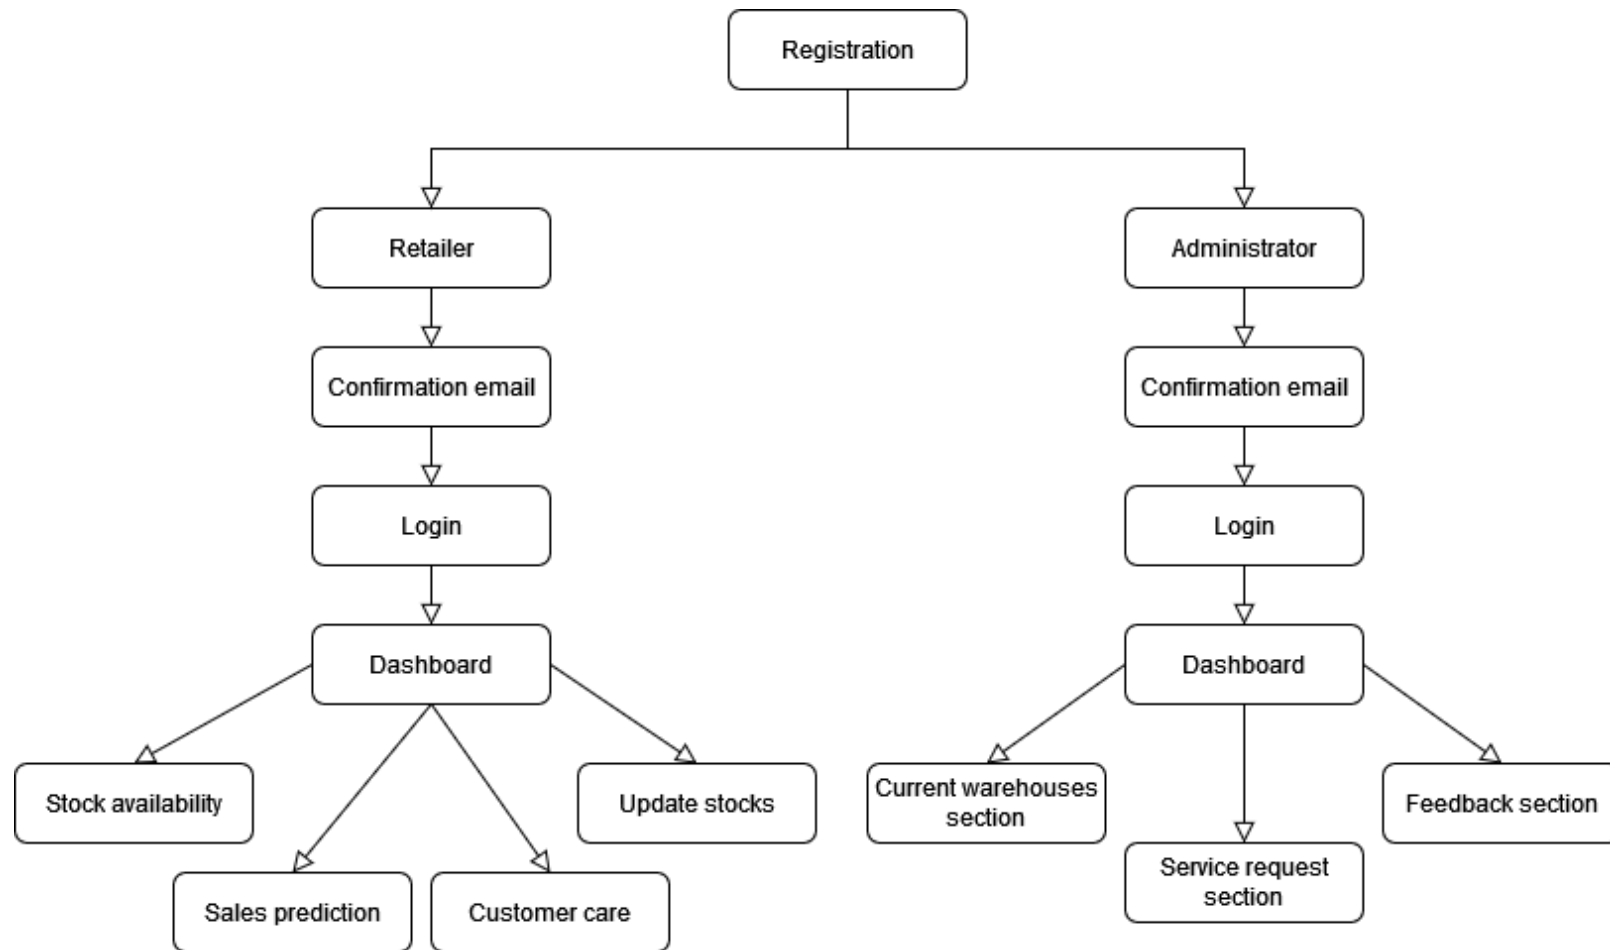 Registration
Retailer
Administrator
Confirmation email
Confirmation email
Login
Login
Dashboard
Dashboard
Stock availability
Update stocks
Current warehouses
section
Feedback section
Sales prediction
Customer care
Service request
section